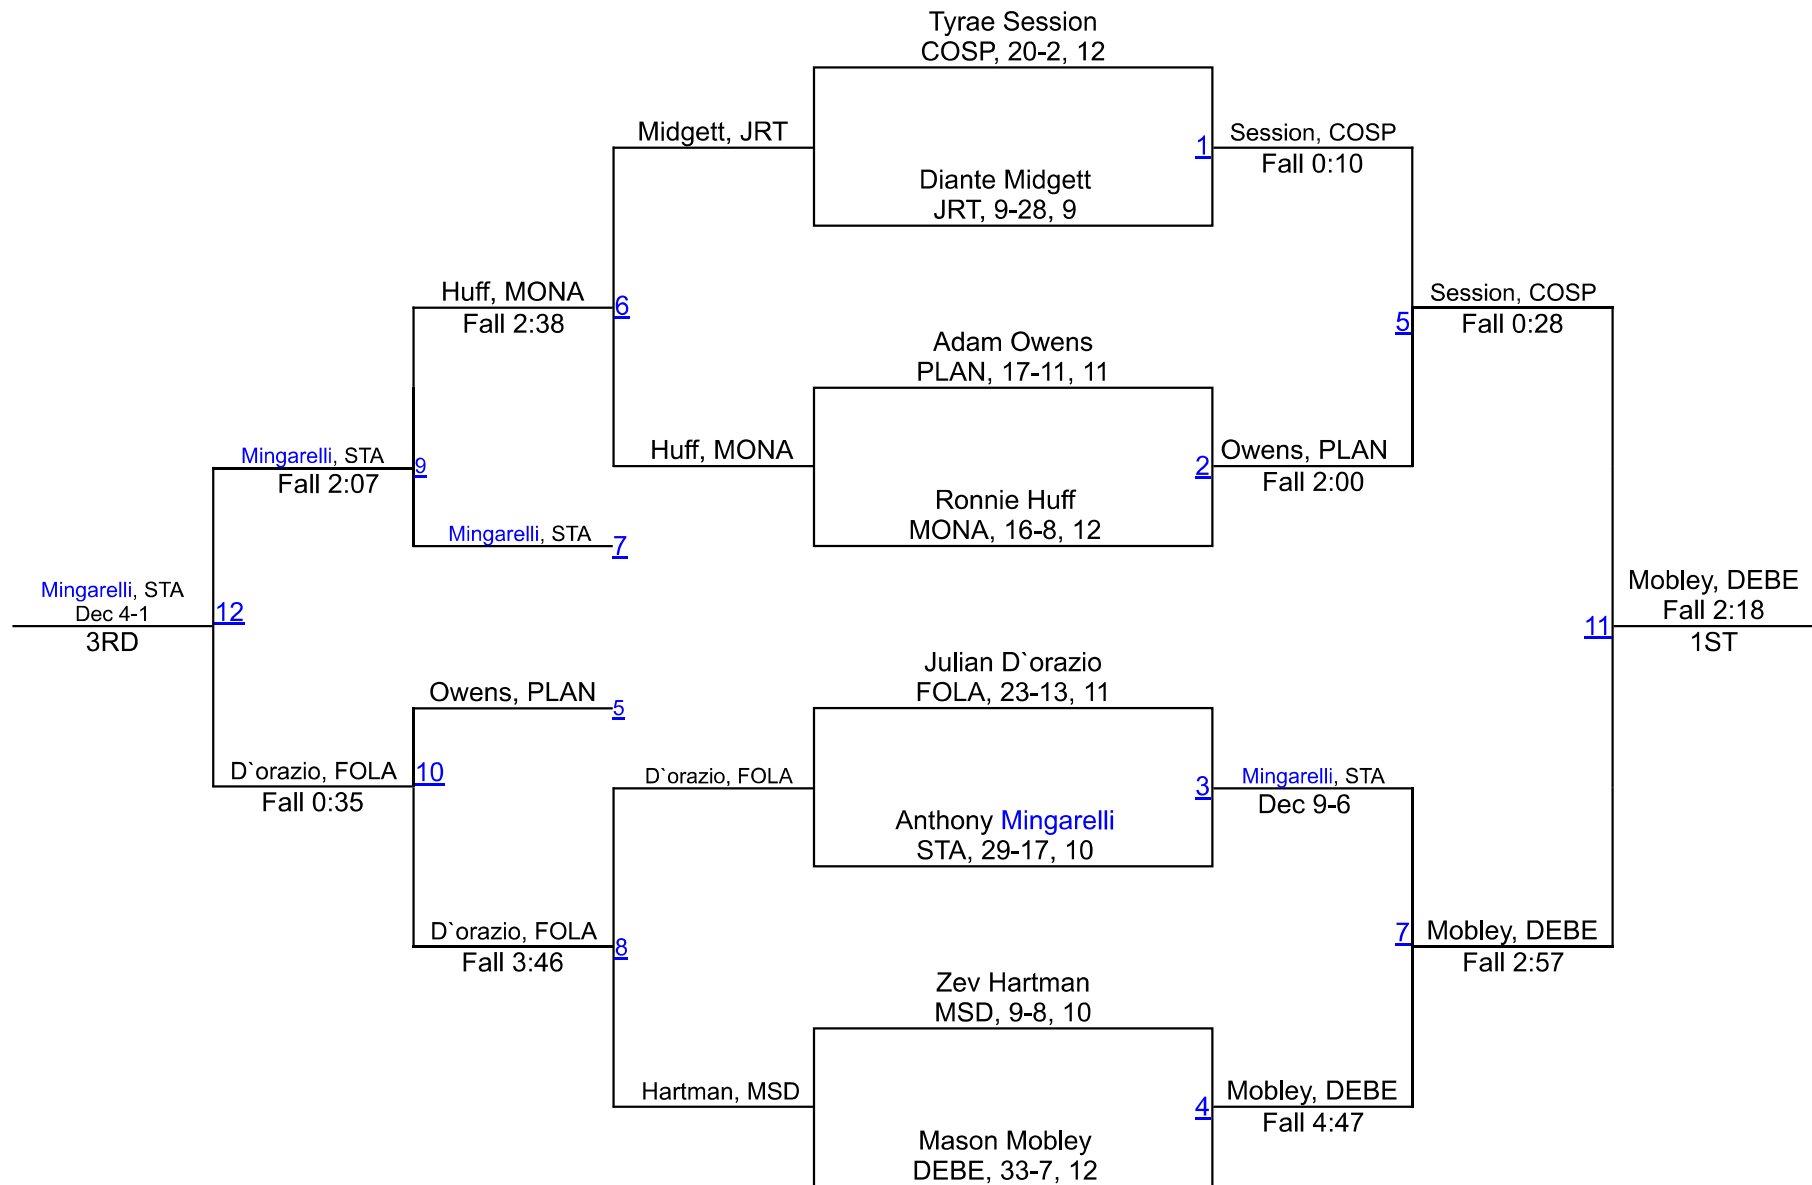 Tyrae Session
COSP, 20-2, 12
Midgett, JRT
1
Session, COSP
Fall 0:10
Diante Midgett
JRT, 9-28, 9
Huff, MONA
Fall 2:38
6
Session, COSP
Fall 0:28
5
Adam Owens
PLAN, 17-11, 11
Mingarelli, STA
Fall 2:07
9
Huff, MONA
2
Owens, PLAN
Fall 2:00
Ronnie Huff
MONA, 16-8, 12
Mingarelli, STA
7
Mingarelli, STA
Dec 4-1
3RD
12
Mobley, DEBE
Fall 2:18
1ST
11
Julian D`orazio
FOLA, 23-13, 11
Owens, PLAN
5
D`orazio, FOLA
Fall 0:35
10
D`orazio, FOLA
3
Mingarelli, STA
Dec 9-6
Anthony Mingarelli
STA, 29-17, 10
D`orazio, FOLA
Fall 3:46
8
7
Mobley, DEBE
Fall 2:57
Zev Hartman
MSD, 9-8, 10
Hartman, MSD
4
Mobley, DEBE
Fall 4:47
Mason Mobley
DEBE, 33-7, 12